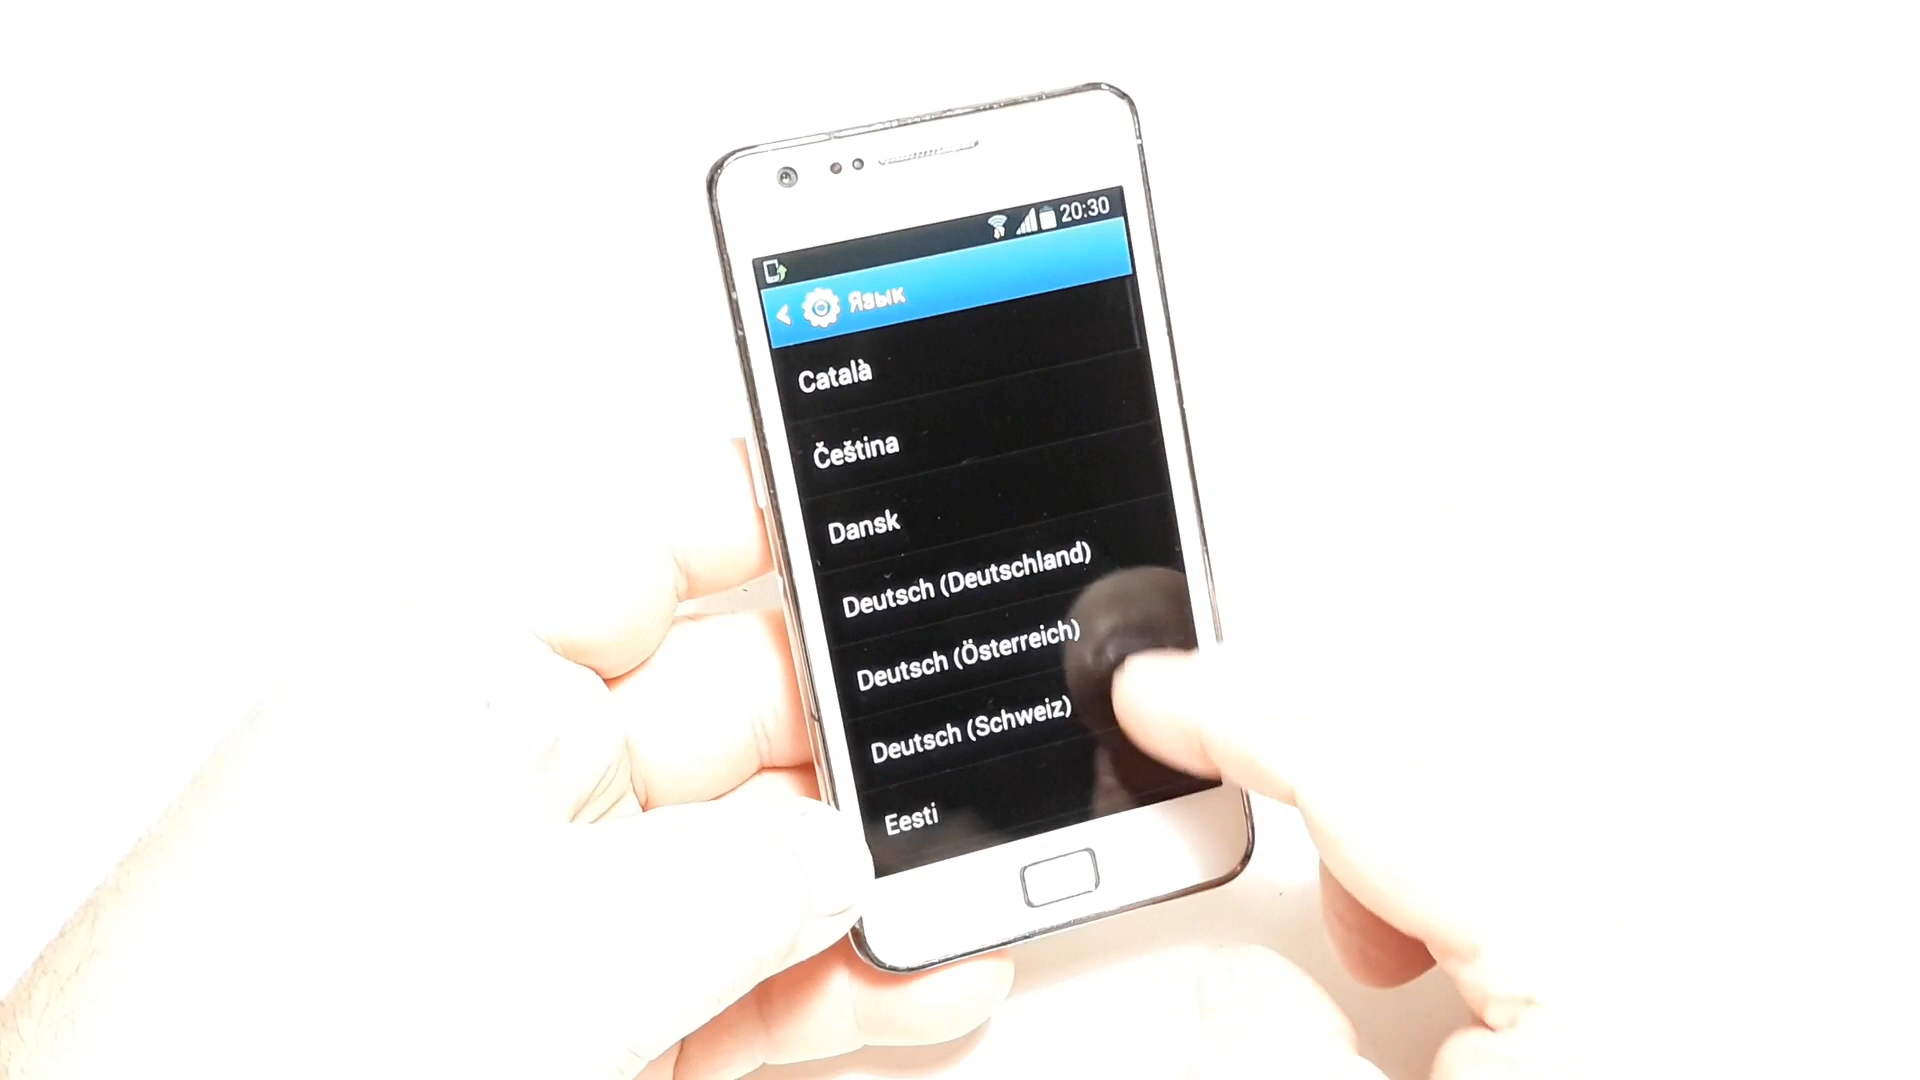 20:30
Язык
Català
Čeština
Dansk
Deutsch (Deutschland)
Deutsch (Österreich)
Deutsch (Schweiz)
Eesti